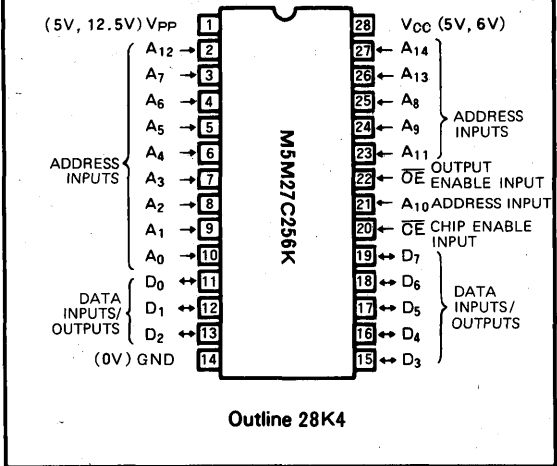 (5V, 12.5V) VPP 1 28 VCC (5V, 6V)
A12 → 2 27 ← A14
A7 → 3 26 ← A13
A6 → 4 25 ← A8
A5 → 5 24 ← A9
A4 → 6 23 ← A11
A3 → 7 22 ← O̅E̅ OUTPUT ENABLE INPUT
A2 → 8 21 ← A10 ADDRESS INPUT
A1 → 9 20 ← C̅E̅ CHIP ENABLE INPUT
A0 → 10 19 ↔ D7
D0 ↔ 11 18 ↔ D6
D1 ↔ 12 17 ↔ D5
D2 ↔ 13 16 ↔ D4
(0V) GND 14 15 ↔ D3
ADDRESS
INPUTS
DATA
INPUTS/
OUTPUTS
M5M27C256K
ADDRESS
INPUTS
DATA
INPUTS/
OUTPUTS
Outline 28K4